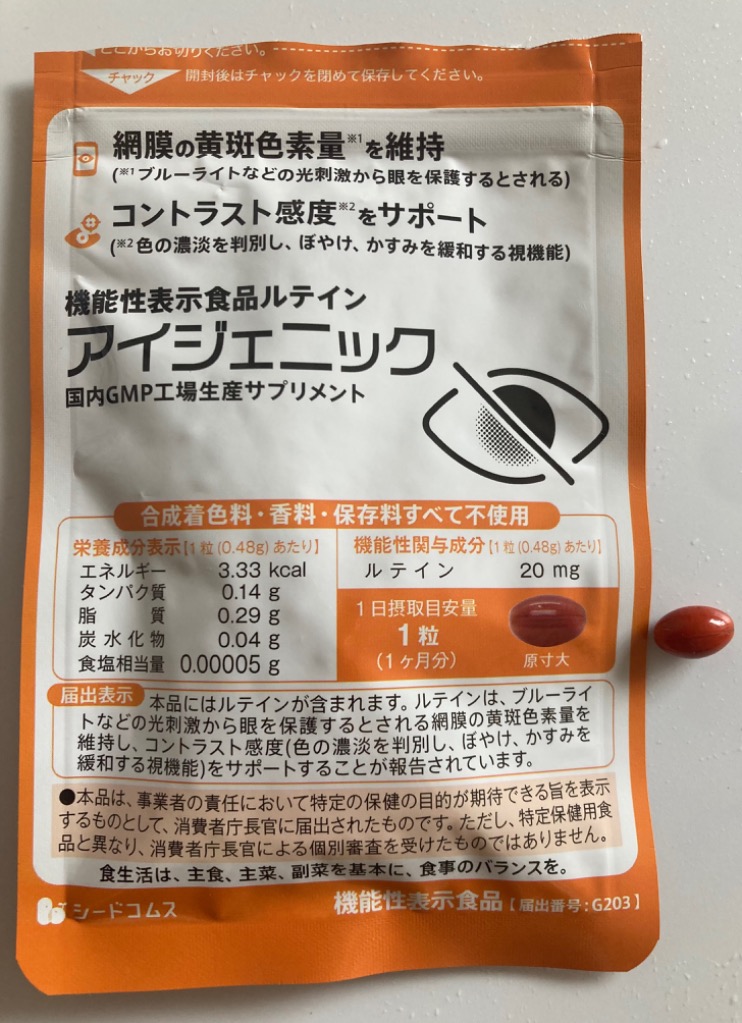 どこからお切りください。
チャック 開封後はチャックを閉めて保存してください。
網膜の黄斑色素量※1を維持
(※1ブルーライトなどの光刺激から眼を保護するとされる)
コントラスト感度※2をサポート
(※2色の濃淡を判別し、ぼやけ、かすみを緩和する視機能)
機能性表示食品ルテイン
アイジェニック
国内GMP工場生産サプリメント
合成着色料・香料・保存料すべて不使用
栄養成分表示[1粒(0.48g)あたり]
エネルギー 3.33 kcal
タンパク質 0.14 g
脂質 0.29 g
炭水化物 0.04 g
食塩相当量 0.00005 g
機能性関与成分[1粒(0.48g)あたり]
ルテイン 20 mg
1日摂取目安量
1粒
(1ヶ月分)
原寸大
届出表示 本品にはルテインが含まれます。ルテインは、ブルーライ
トなどの光刺激から眼を保護するとされる網膜の黄斑色素量を
維持し、コントラスト感度(色の濃淡を判別し、ぼやけ、かすみを
緩和する視機能)をサポートすることが報告されています。
●本品は、事業者の責任において特定の保健の目的が期待できる旨を表示
するものとして、消費者庁長官に届出されたものです。ただし、特定保健用食
品と異なり、消費者庁長官による個別審査を受けたものではありません。
食生活は、主食、主菜、副菜を基本に、食事のバランスを。
シードコムス
機能性表示食品[届出番号:G203]